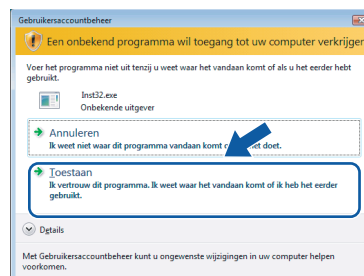 Gebruikersaccountbeheer
Een onbekend programma wil toegang tot uw computer verkrijgen
Voer het programma niet uit tenzij u weet waar het vandaan komt of als u het eerder hebt
gebruikt.
Inst32.exe
Onbekende uitgever
Annuleren
Ik weet niet waar dit programma vandaan komt het doet.
Toestaan
Ik vertrouw dit programma. Ik weet waar het vandaan komt of ik heb het eerder
gebruikt.
Details
Met Gebruikersaccountbeheer kunt u ongewenste wijzigingen in uw computer helpen
voorkomen.